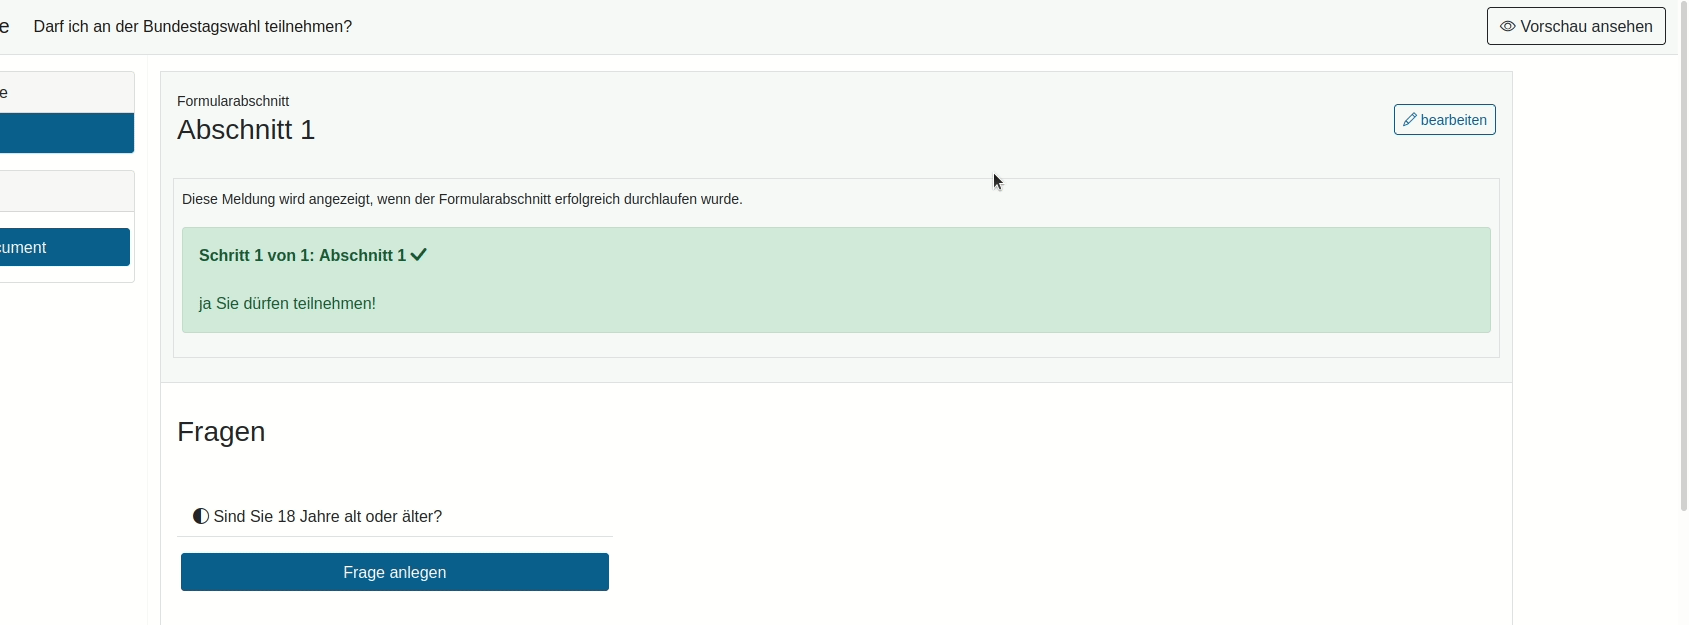 e Darf ich an der Bundestagswahl teilnehmen? Vorschau ansehen
e
cument
Formularabschnitt
Abschnitt 1
bearbeiten
Diese Meldung wird angezeigt, wenn der Formularabschnitt erfolgreich durchlaufen wurde.
Schritt 1 von 1: Abschnitt 1
ja Sie dürfen teilnehmen!
Fragen
Sind Sie 18 Jahre alt oder älter?
Frage anlegen